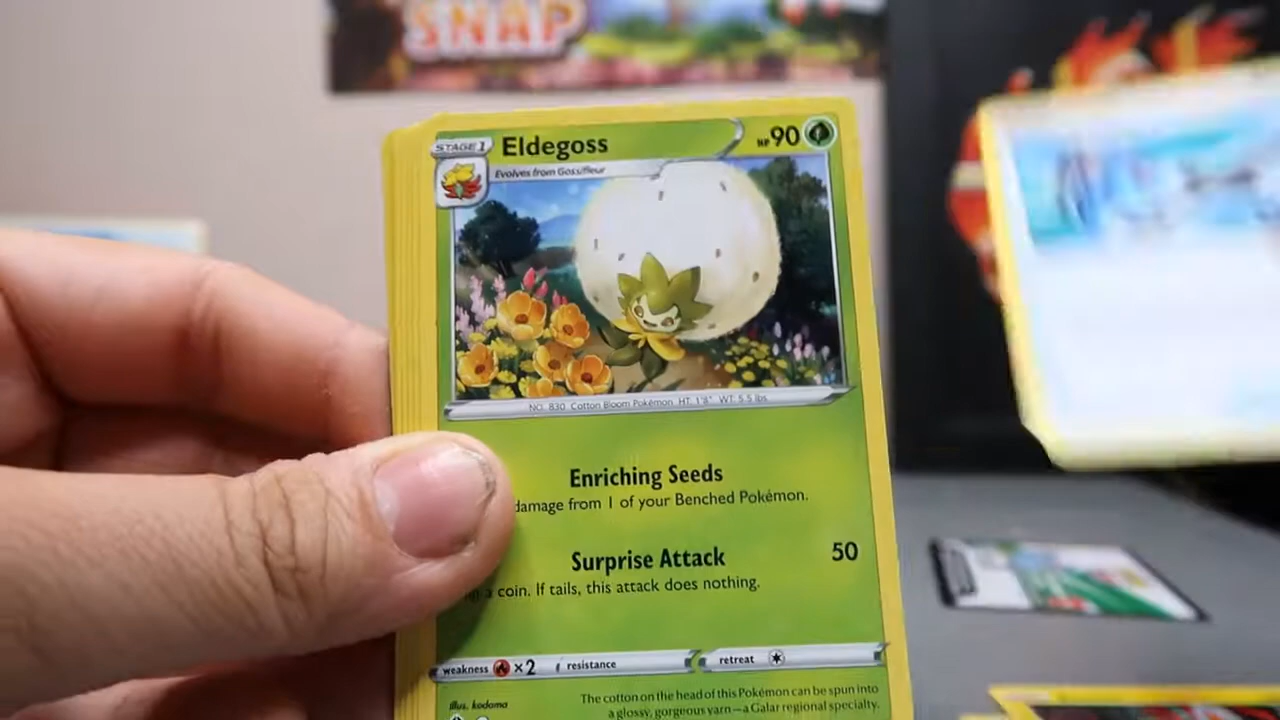 SNAP
STAGE 1
Eldegoss
HP 90
Evolves from Gossifleur
NO. 830 Cotton Bloom Pokémon HT: 1'8" WT: 5.5 lbs
Enriching Seeds
damage from 1 of your Benched Pokémon.
Surprise Attack 50
a coin. If tails, this attack does nothing.
weakness ×2 resistance retreat
illus. kodama
The cotton on the head of this Pokémon can be spun into
a glossy, gorgeous yarn—a Galar regional specialty.